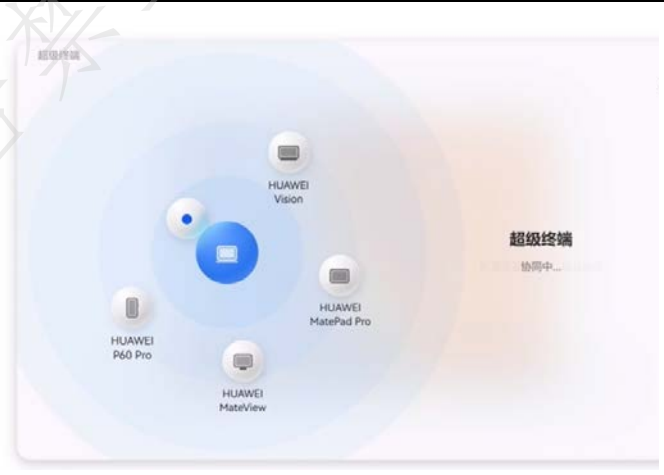 超级终端
HUAWEI
Vision
超级终端
协同中...
HUAWEI
MatePad Pro
HUAWEI
P60 Pro
HUAWEI
MateView